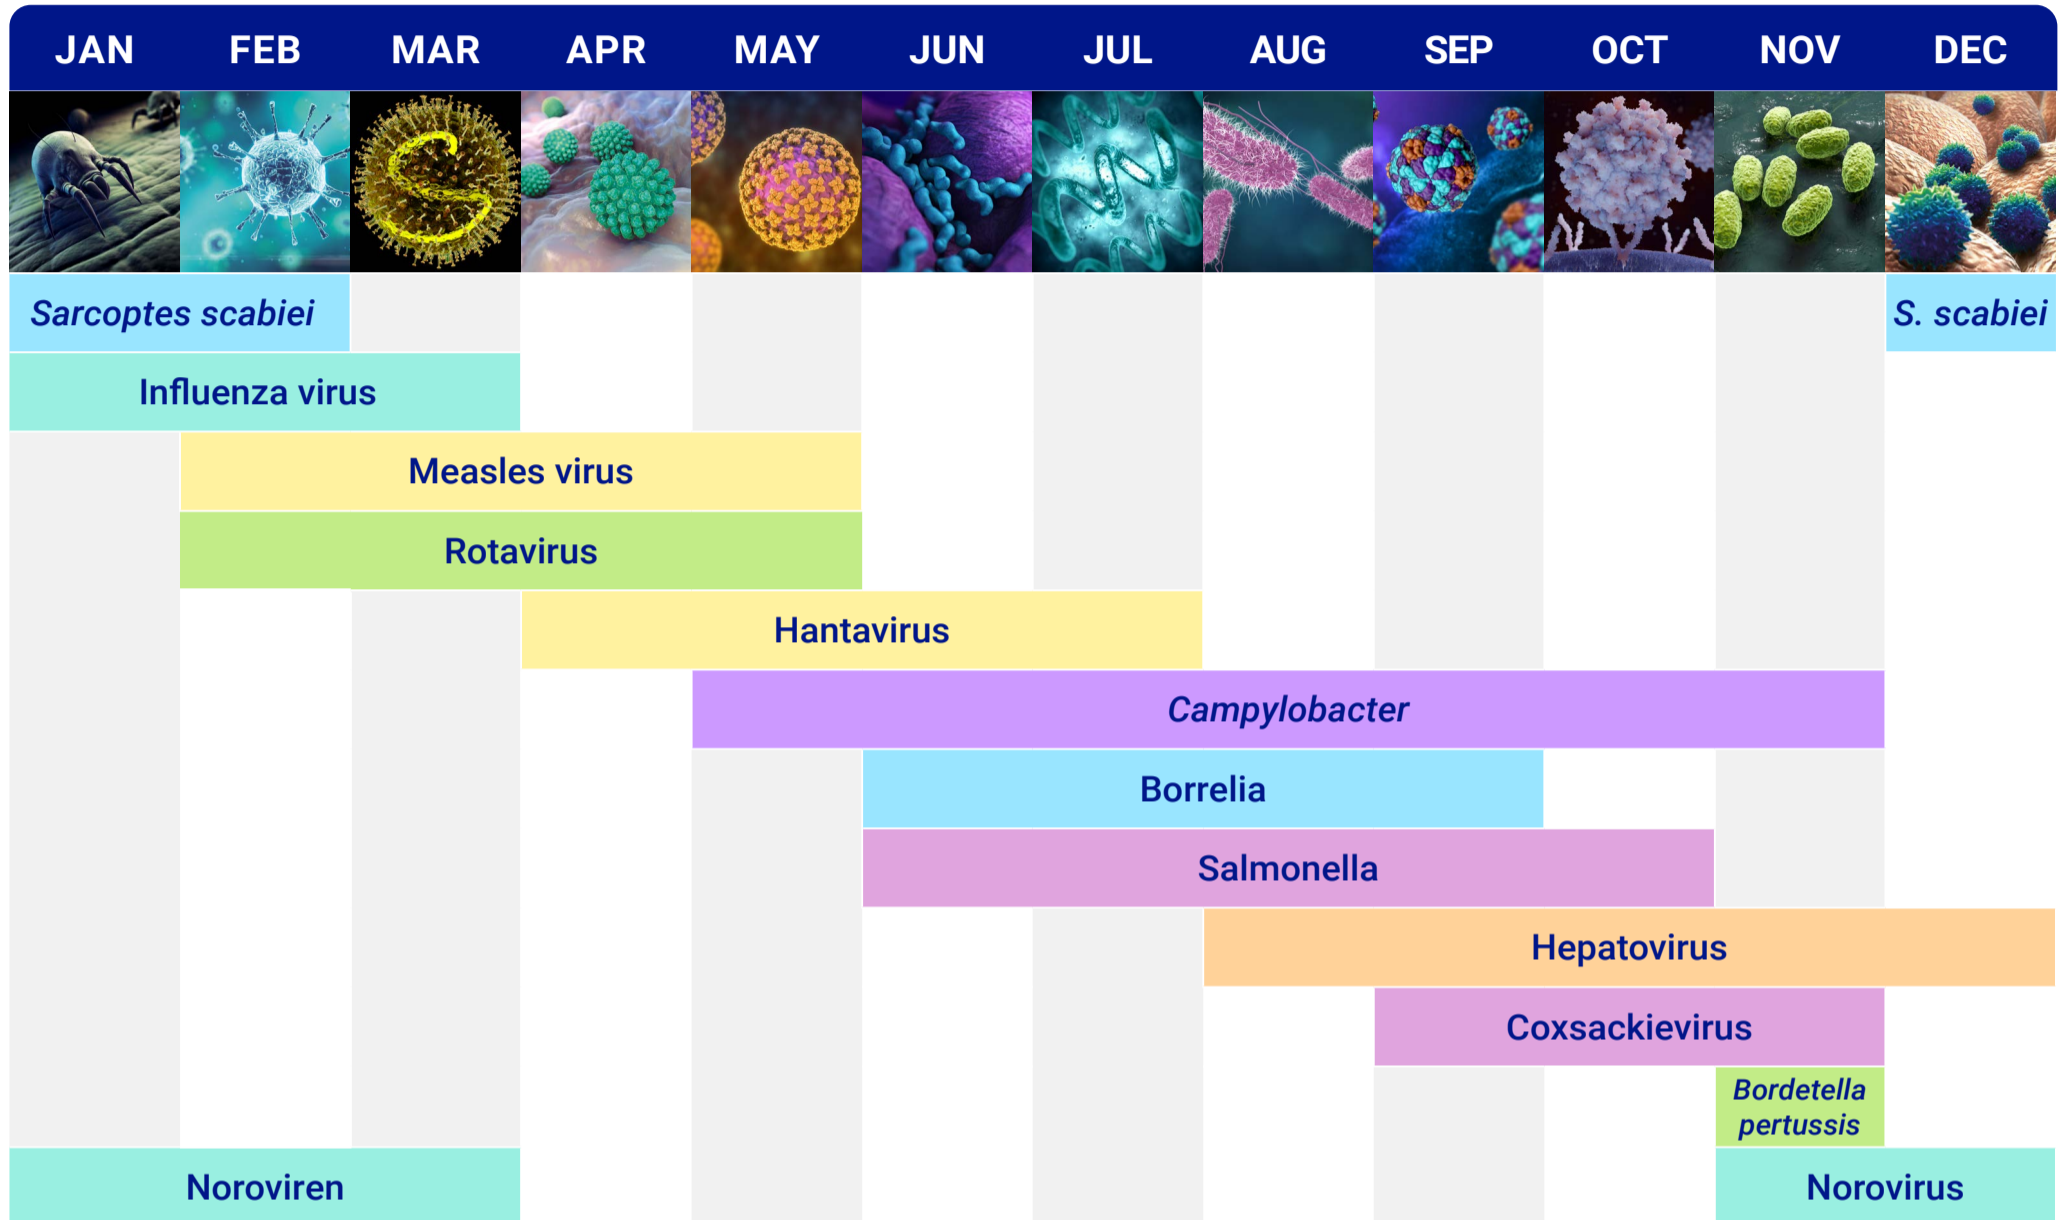 JAN FEB MAR APR MAY JUN JUL AUG SEP OCT NOV DEC
Sarcoptes scabiei S. scabiei
Influenza virus
Measles virus
Rotavirus
Hantavirus
Campylobacter
Borrelia
Salmonella
Hepatovirus
Coxsackievirus
Bordetella
pertussis
Noroviren Norovirus